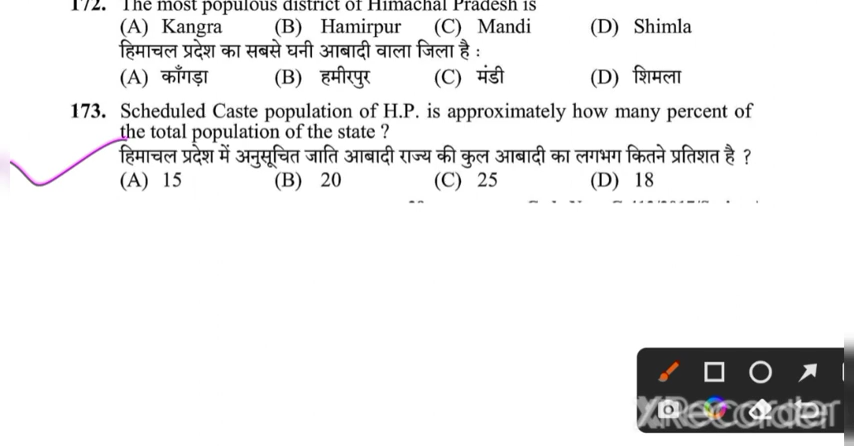 172. The most populous district of Himachal Pradesh is
(A) Kangra (B) Hamirpur (C) Mandi (D) Shimla
हिमाचल प्रदेश का सबसे घनी आबादी वाला जिला है :
(A) काँगड़ा (B) हमीरपुर (C) मंडी (D) शिमला
173. Scheduled Caste population of H.P. is approximately how many percent of
the total population of the state ?
हिमाचल प्रदेश में अनुसूचित जाति आबादी राज्य की कुल आबादी का लगभग कितने प्रतिशत है ?
(A) 15 (B) 20 (C) 25 (D) 18
XRecorder